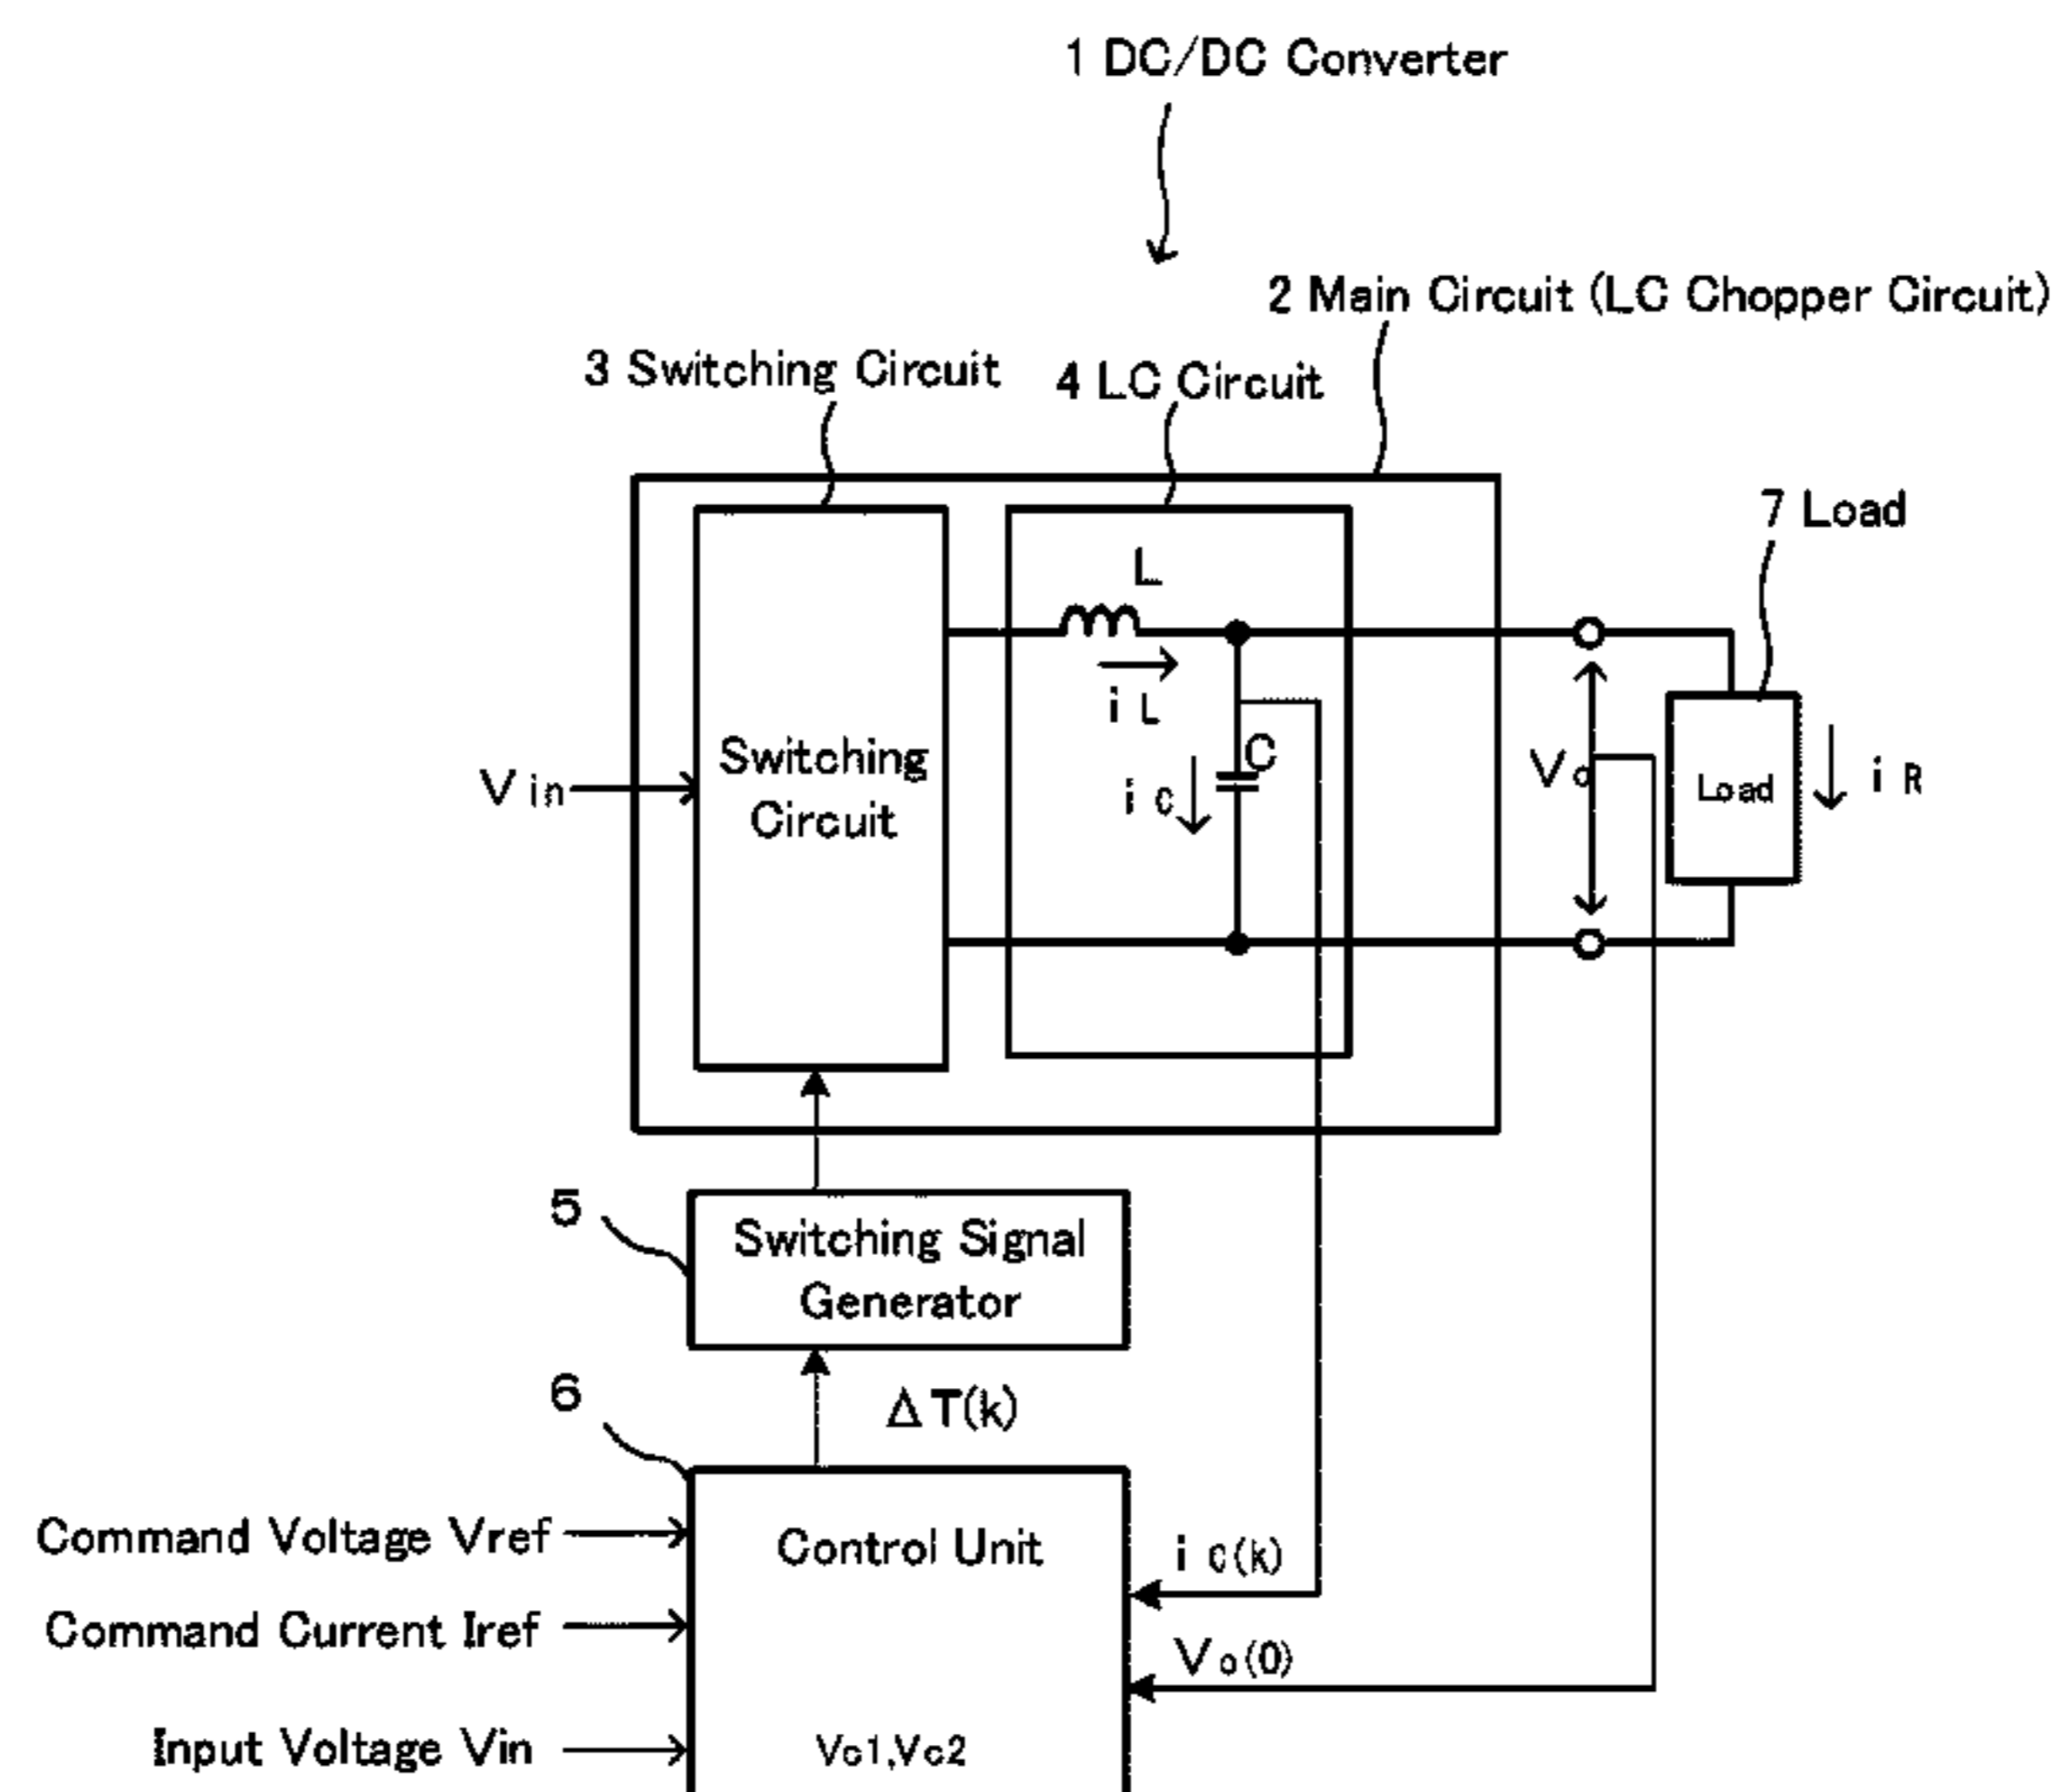 1 DC/DC Converter
2 Main Circuit (LC Chopper Circuit)
3 Switching Circuit
4 LC Circuit
7 Load
L
i L
Switching
Circuit
C
Vin
i C
Vo
Load
i R
5
Switching Signal
Generator
6
ΔT(k)
Command Voltage Vref
Control Unit
i C(k)
Command Current Iref
Vo(0)
Input Voltage Vin
Vc1,Vc2